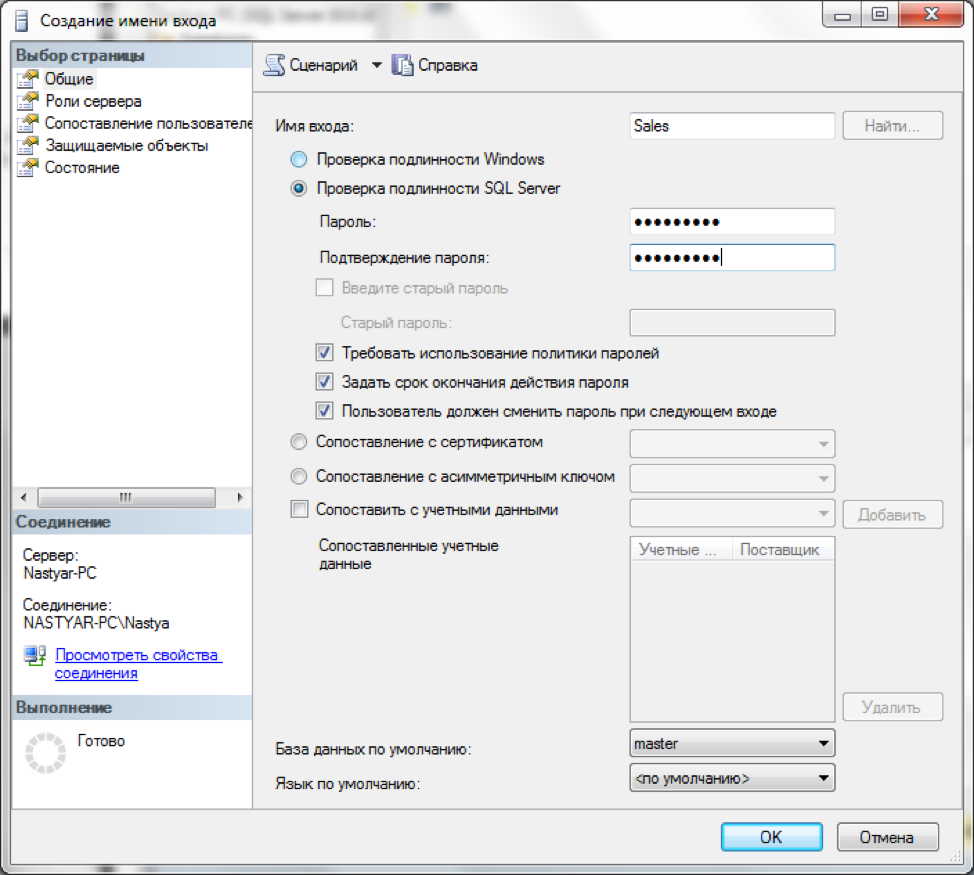 Создание имени входа
Выбор страницы
Общие
Роли сервера
Сопоставление пользователе
Защищаемые объекты
Состояние
Сценарий
Справка
Имя входа:
Sales
Найти...
Проверка подлинности Windows
Проверка подлинности SQL Server
Пароль:
●●●●●●●●●
Подтверждение пароля:
●●●●●●●●●
Введите старый пароль
Старый пароль:
Требовать использование политики паролей
Задать срок окончания действия пароля
Пользователь должен сменить пароль при следующем входе
Сопоставление с сертификатом
Сопоставление с асимметричным ключом
Сопоставить с учетными данными
Добавить
Сопоставленные учетные
данные
Учетные ...
Поставщик
Удалить
База данных по умолчанию:
master
Язык по умолчанию:
<по умолчанию>
Соединение
Сервер:
Nastyar-PC
Соединение:
NASTYAR-PC\Nastya
Просмотреть свойства
соединения
Выполнение
Готово
OK
Отмена